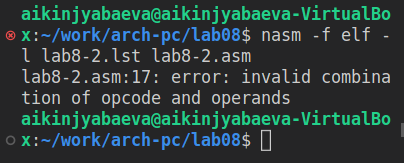 aikinjyabaeva@aikinjyabaeva-VirtualBo
x:~/work/arch-pc/lab08$ nasm -f elf -
l lab8-2.lst lab8-2.asm
lab8-2.asm:17: error: invalid combina
tion of opcode and operands
aikinjyabaeva@aikinjyabaeva-VirtualBo
x:~/work/arch-pc/lab08$